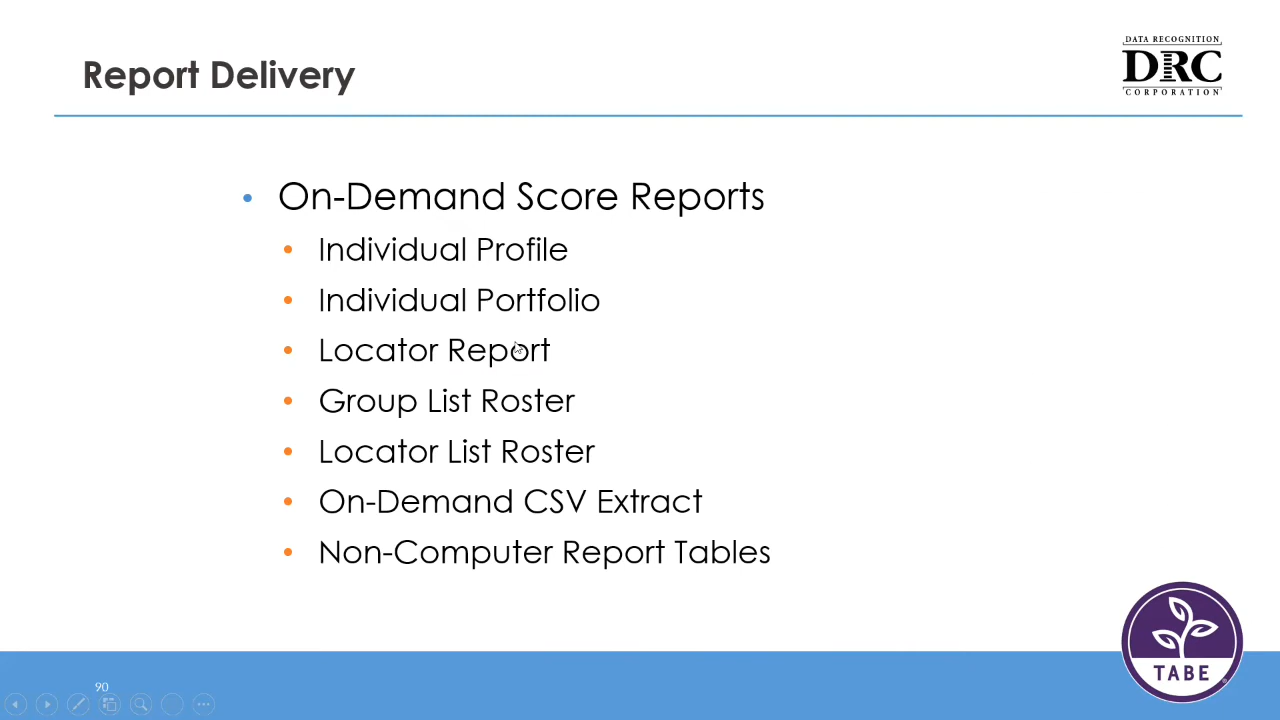 Report Delivery
DATA RECOGNITION
DRC
CORPORATION
• On-Demand Score Reports
• Individual Profile
• Individual Portfolio
• Locator Report
• Group List Roster
• Locator List Roster
• On-Demand CSV Extract
• Non-Computer Report Tables
TABE®
90